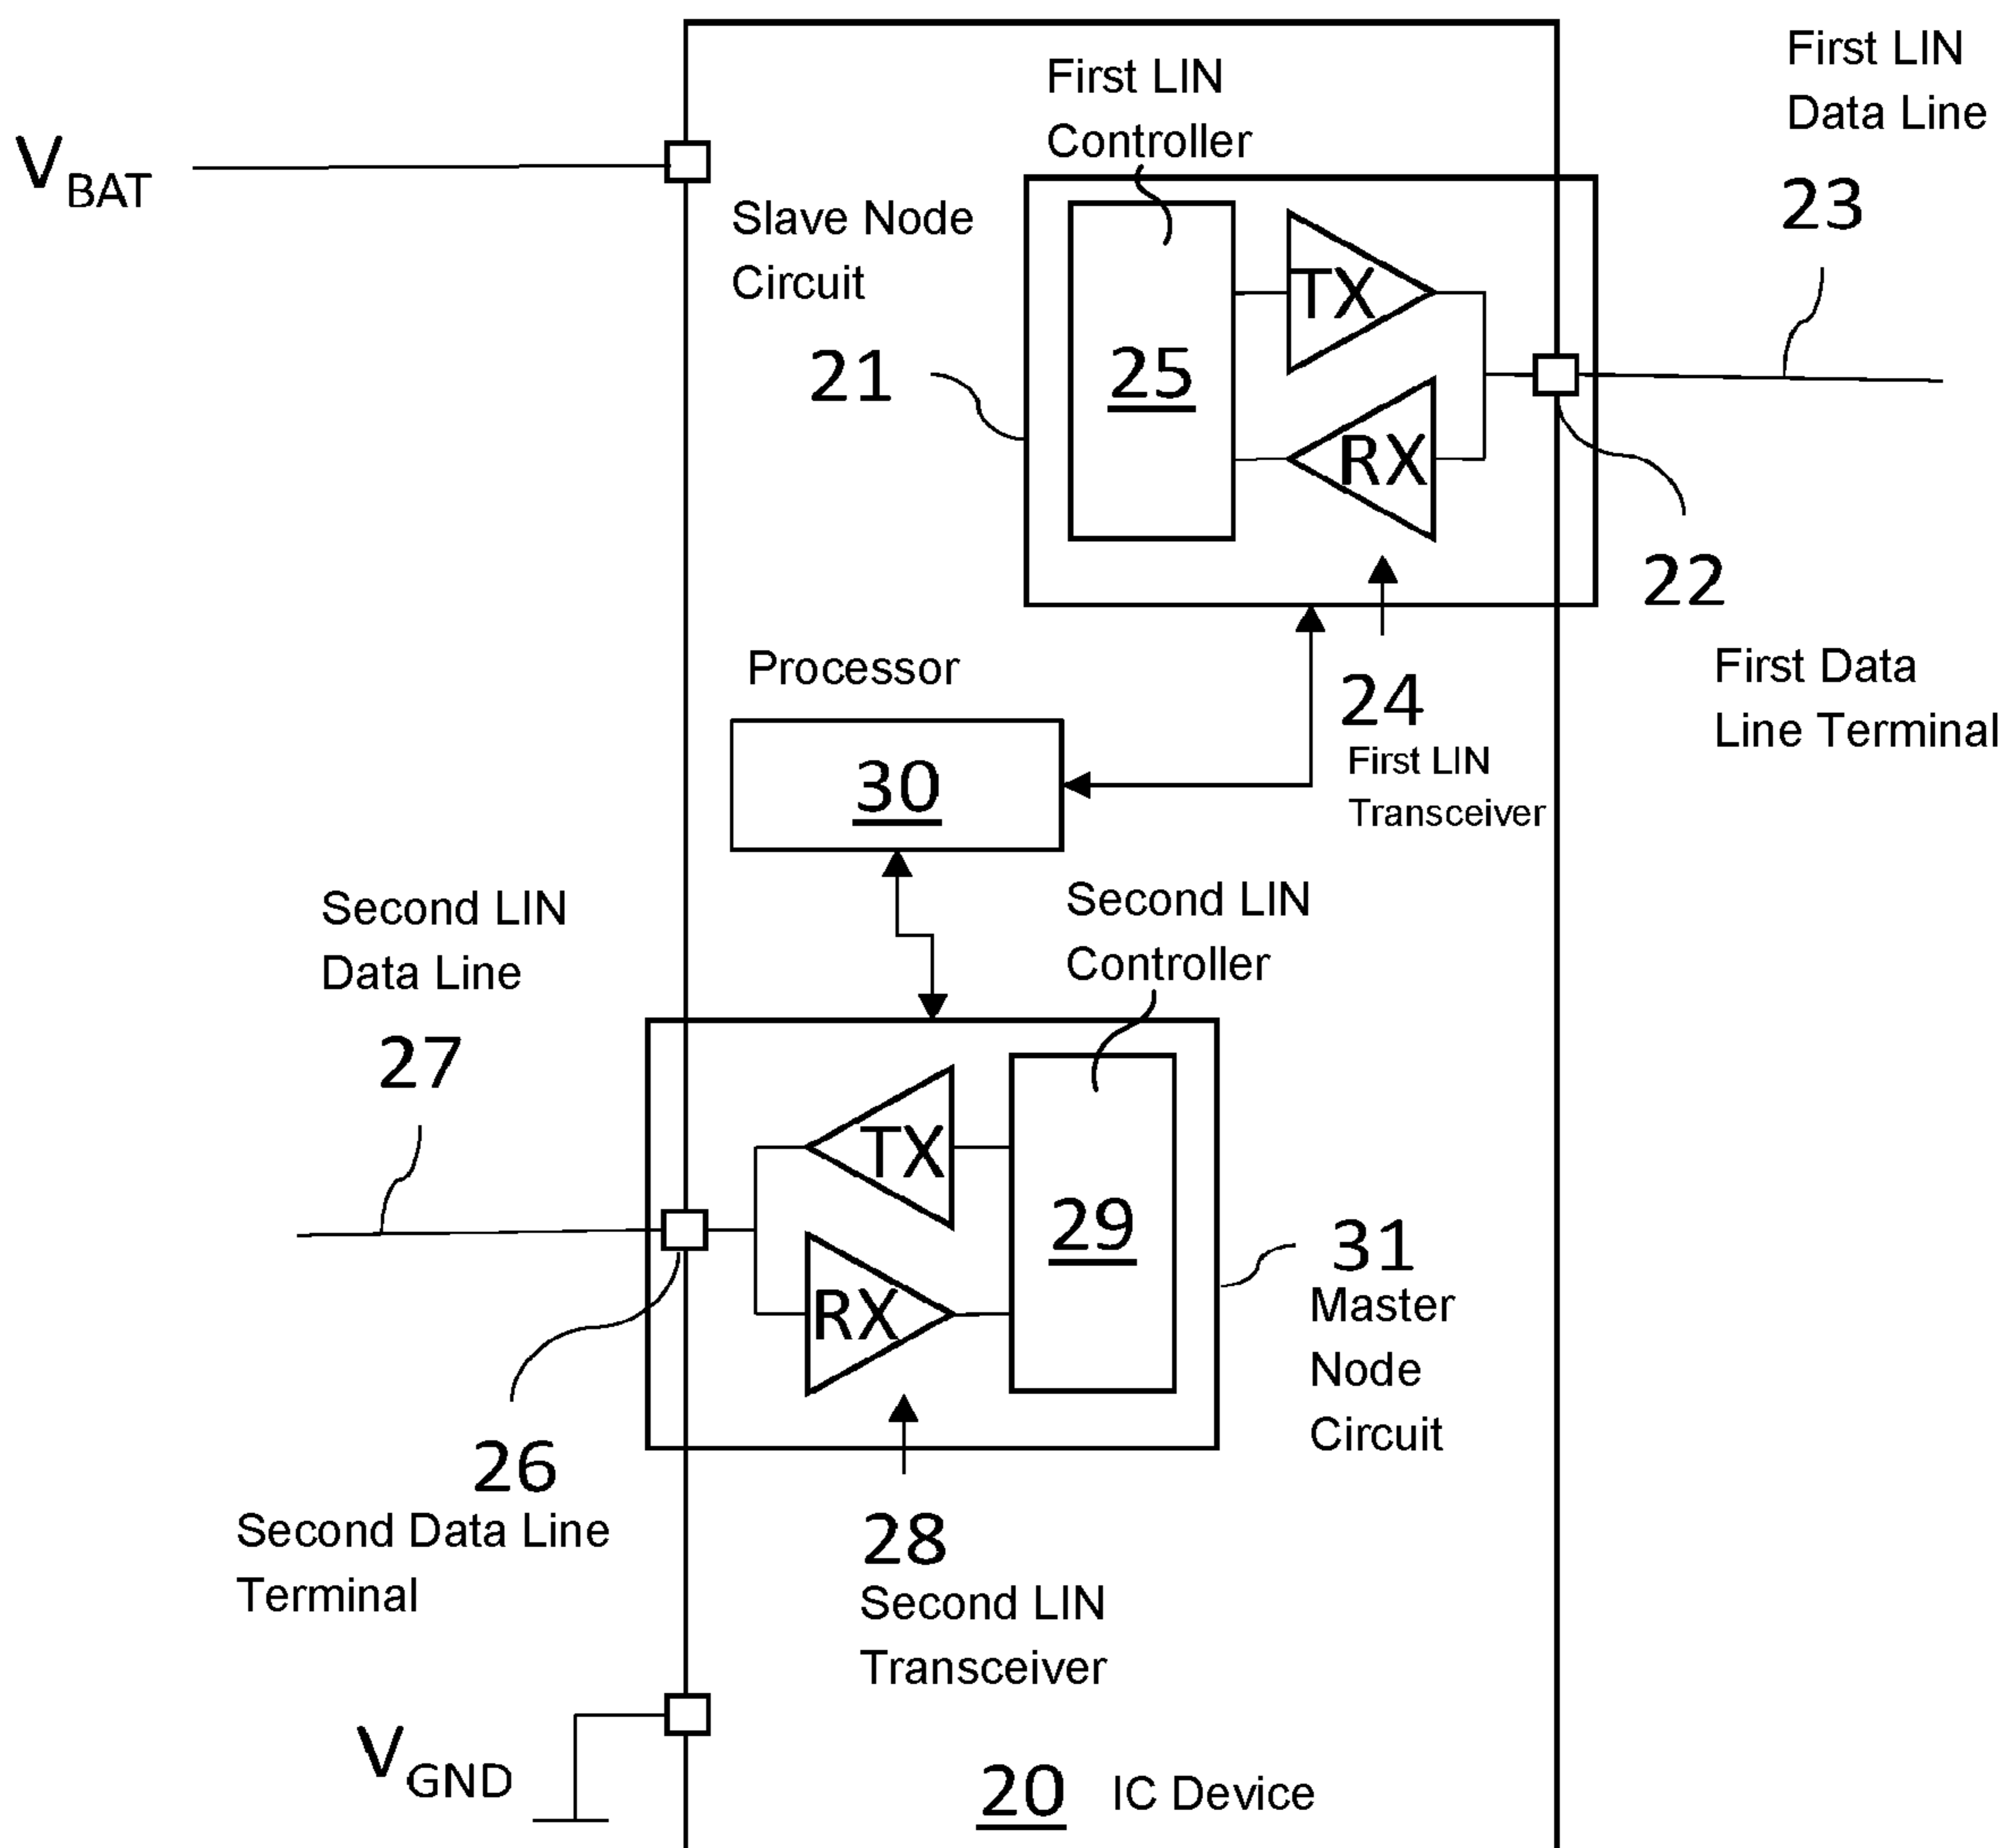 First LIN
Controller
First LIN
Data Line
23
V BAT
Slave Node
Circuit
21
25
TX
RX
22
First Data
Line Terminal
24
First LIN
Transceiver
Processor
30
Second LIN
Data Line
27
Second LIN
Controller
TX
RX
29
31
Master
Node
Circuit
26
Second Data Line
Terminal
28
Second LIN
Transceiver
V GND
20 IC Device